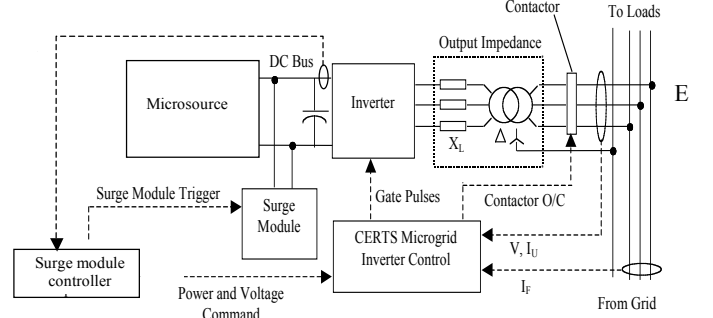 Contactor
To Loads
Output Impedance
DC Bus
Microsource
Inverter
E
X_L
Δ
Surge Module Trigger
Gate Pulses
Contactor O/C
Surge
Module
CERTS Microgrid
Inverter Control
V, I_U
Surge module
controller
I_F
Power and Voltage
Command
From Grid